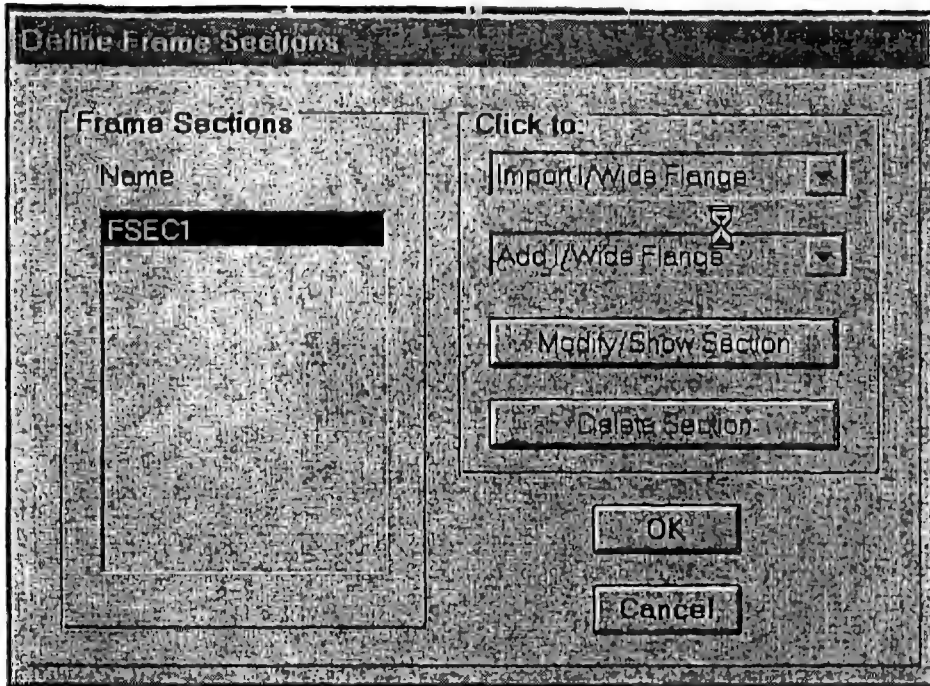 Define Frame Sections
Frame Sections
Name
FSEC1
Click to:
Import I/Wide Flange
Add I/Wide Flange
Modify/Show Section
Delete Section
OK
Cancel